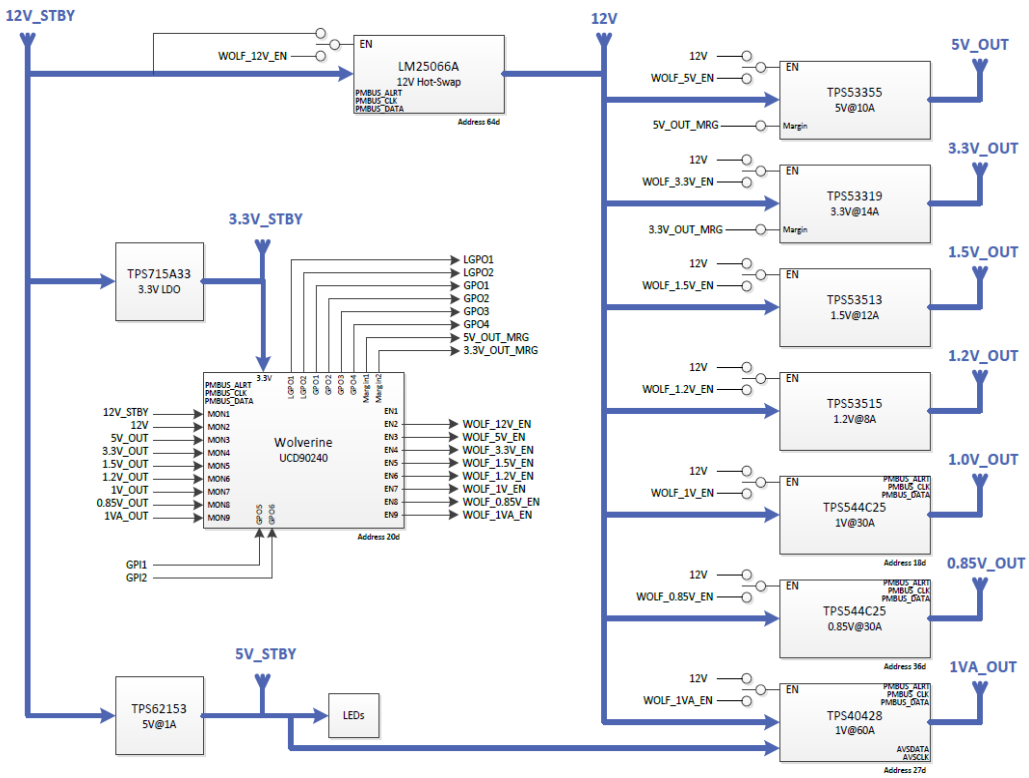 12V_STBY
WOLF_12V_EN
EN
LM25066A
12V Hot-Swap
PMBUS_ALRT
PMBUS_CLK
PMBUS_DATA
Address 64d
12V
12V
WOLF_5V_EN
EN
TPS53355
5V@10A
5V_OUT_MRG
Margin
5V_OUT
12V
WOLF_3.3V_EN
EN
TPS53319
3.3V@14A
3.3V_OUT_MRG
Margin
3.3V_OUT
12V
WOLF_1.5V_EN
EN
TPS53513
1.5V@12A
1.5V_OUT
12V
WOLF_1.2V_EN
EN
TPS53515
1.2V@8A
1.2V_OUT
12V
WOLF_1V_EN
EN
PMBUS_ALRT
PMBUS_CLK
PMBUS_DATA
TPS544C25
1V@30A
Address 18d
1.0V_OUT
12V
WOLF_0.85V_EN
EN
PMBUS_ALRT
PMBUS_CLK
PMBUS_DATA
TPS544C25
0.85V@30A
Address 36d
0.85V_OUT
12V
WOLF_1VA_EN
EN
PMBUS_ALRT
PMBUS_CLK
PMBUS_DATA
TPS40428
1V@60A
AVSDATA
AVSCLK
Address 27d
1VA_OUT
TPS715A33
3.3V LDO
3.3V_STBY
LGPO1
LGPO2
GPO1
GPO2
GPO3
GPO4
5V_OUT_MRG
3.3V_OUT_MRG
3.3V
LGPO1
LGPO2
GPO1
GPO2
GPO3
GPO4
Margin1
Margin2
PMBUS_ALRT
PMBUS_CLK
PMBUS_DATA
12V_STBY
12V
5V_OUT
3.3V_OUT
1.5V_OUT
1.2V_OUT
1V_OUT
0.85V_OUT
1VA_OUT
MON1
MON2
MON3
MON4
MON5
MON6
MON7
MON8
MON9
Wolverine
UCD90240
EN1
EN2
EN3
EN4
EN5
EN6
EN7
EN8
EN9
WOLF_12V_EN
WOLF_5V_EN
WOLF_3.3V_EN
WOLF_1.5V_EN
WOLF_1.2V_EN
WOLF_1V_EN
WOLF_0.85V_EN
WOLF_1VA_EN
GPO5
GPO6
Address 20d
GPI1
GPI2
5V_STBY
TPS62153
5V@1A
LEDs